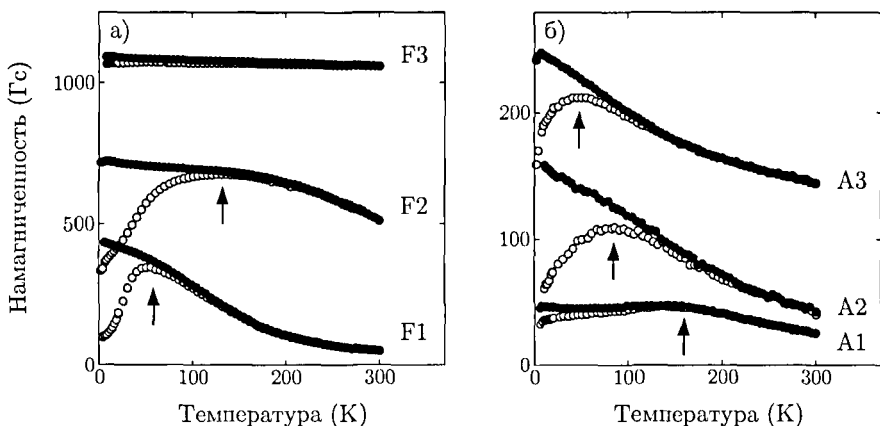 а)
F3
F2
F1
1000
500
0
0
100
200
300
Намагниченность (Гс)
Температура (К)
б)
A3
A2
A1
200
100
0
0
100
200
300
Температура (К)